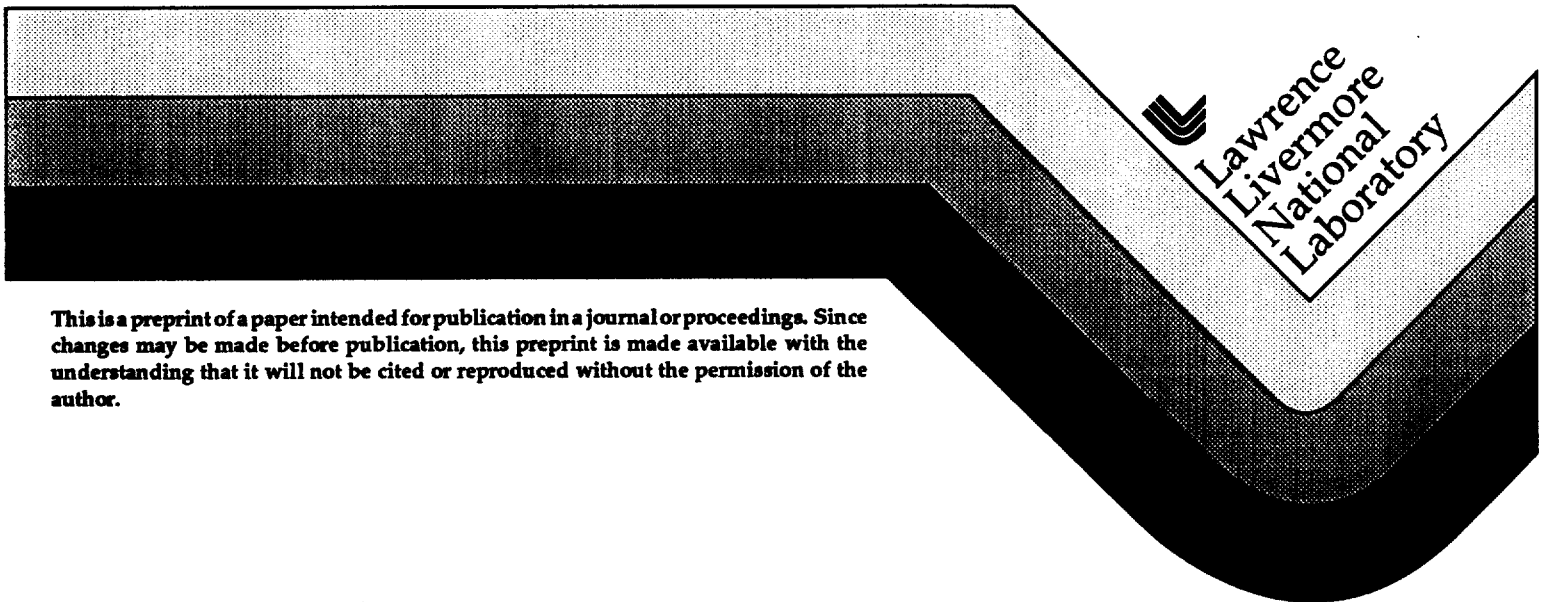 Lawrence
Livermore
National
Laboratory
This is a preprint of a paper intended for publication in a journal or proceedings. Since
changes may be made before publication, this preprint is made available with the
understanding that it will not be cited or reproduced without the permission of the
author.